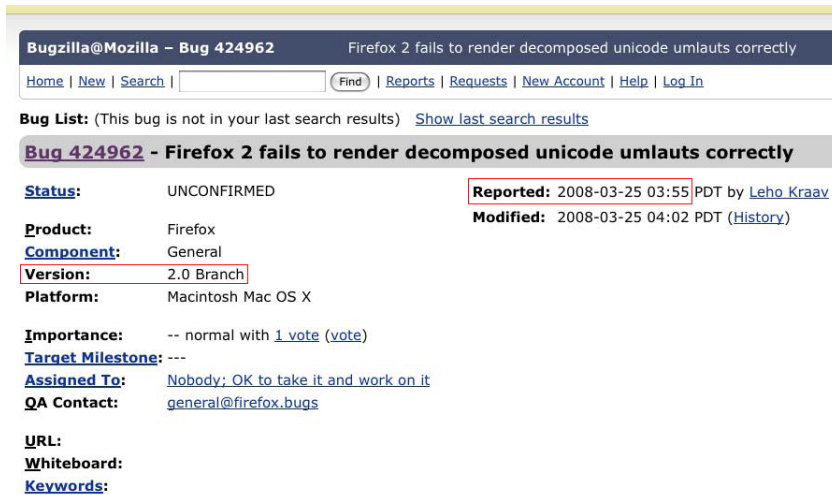 Bugzilla@Mozilla – Bug 424962 Firefox 2 fails to render decomposed unicode umlauts correctly
Home | New | Search | Find | Reports | Requests | New Account | Help | Log In
Bug List: (This bug is not in your last search results) Show last search results
Bug 424962 - Firefox 2 fails to render decomposed unicode umlauts correctly
Status: UNCONFIRMED
Reported: 2008-03-25 03:55 PDT by Leho Kraav
Modified: 2008-03-25 04:02 PDT (History)
Product: Firefox
Component: General
Version: 2.0 Branch
Platform: Macintosh Mac OS X
Importance: -- normal with 1 vote (vote)
Target Milestone: ---
Assigned To: Nobody; OK to take it and work on it
QA Contact: general@firefox.bugs
URL:
Whiteboard:
Keywords: